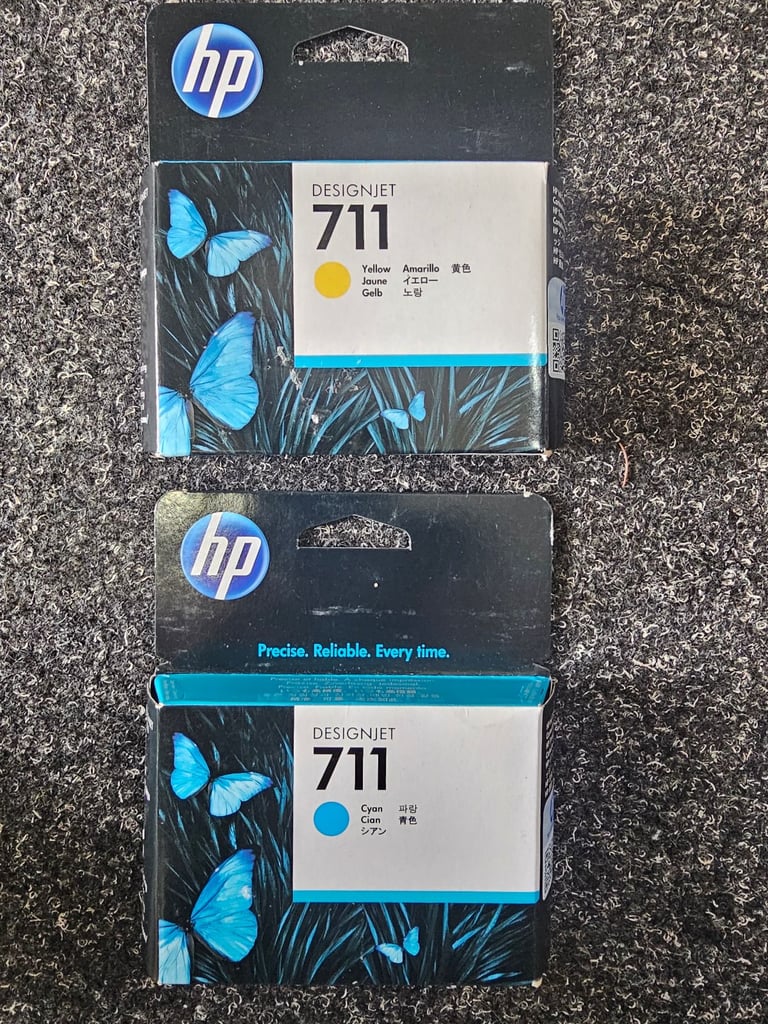 hp
DESIGNJET
711
Yellow Amarillo 黄色
Jaune イエロー
Gelb 노랑
hp
Precise. Reliable. Every time.
DESIGNJET
711
Cyan 파랑
Cian 青色
シアン